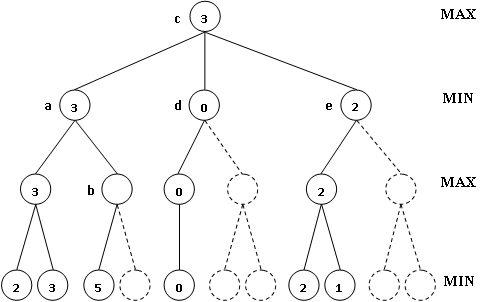 c 3 MAX
a 3 d 0 e 2 MIN
3 b 0 2 MAX
2 3 5 0 2 1 MIN